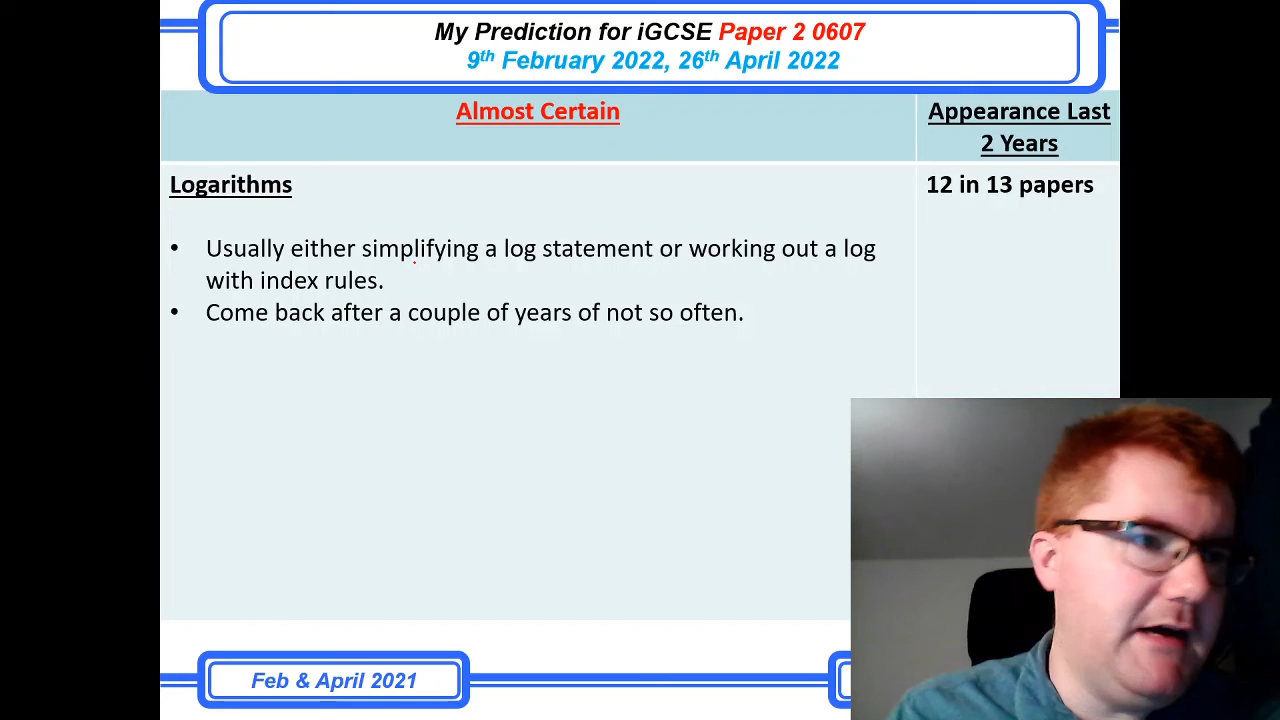 My Prediction for iGCSE Paper 2 0607
9th February 2022, 26th April 2022
Almost Certain
Appearance Last
2 Years
Logarithms
12 in 13 papers
• Usually either simplifying a log statement or working out a log
with index rules.
• Come back after a couple of years of not so often.
Feb & April 2021